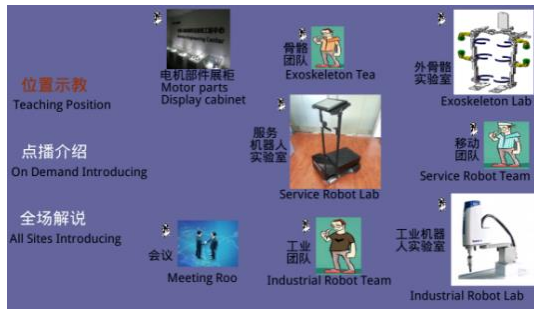 位置示教
Teaching Position
点播介绍
On Demand Introducing
全场解说
All Sites Introducing
电机部件展柜
Motor parts
Display cabinet
骨骼
团队
Exoskeleton Tea
外骨骼
实验室
Exoskeleton Lab
服务
机器人
实验室
Service Robot Lab
移动
团队
Service Robot Team
会议
Meeting Roo
工业
团队
Industrial Robot Team
工业机器
人实验室
Industrial Robot Lab